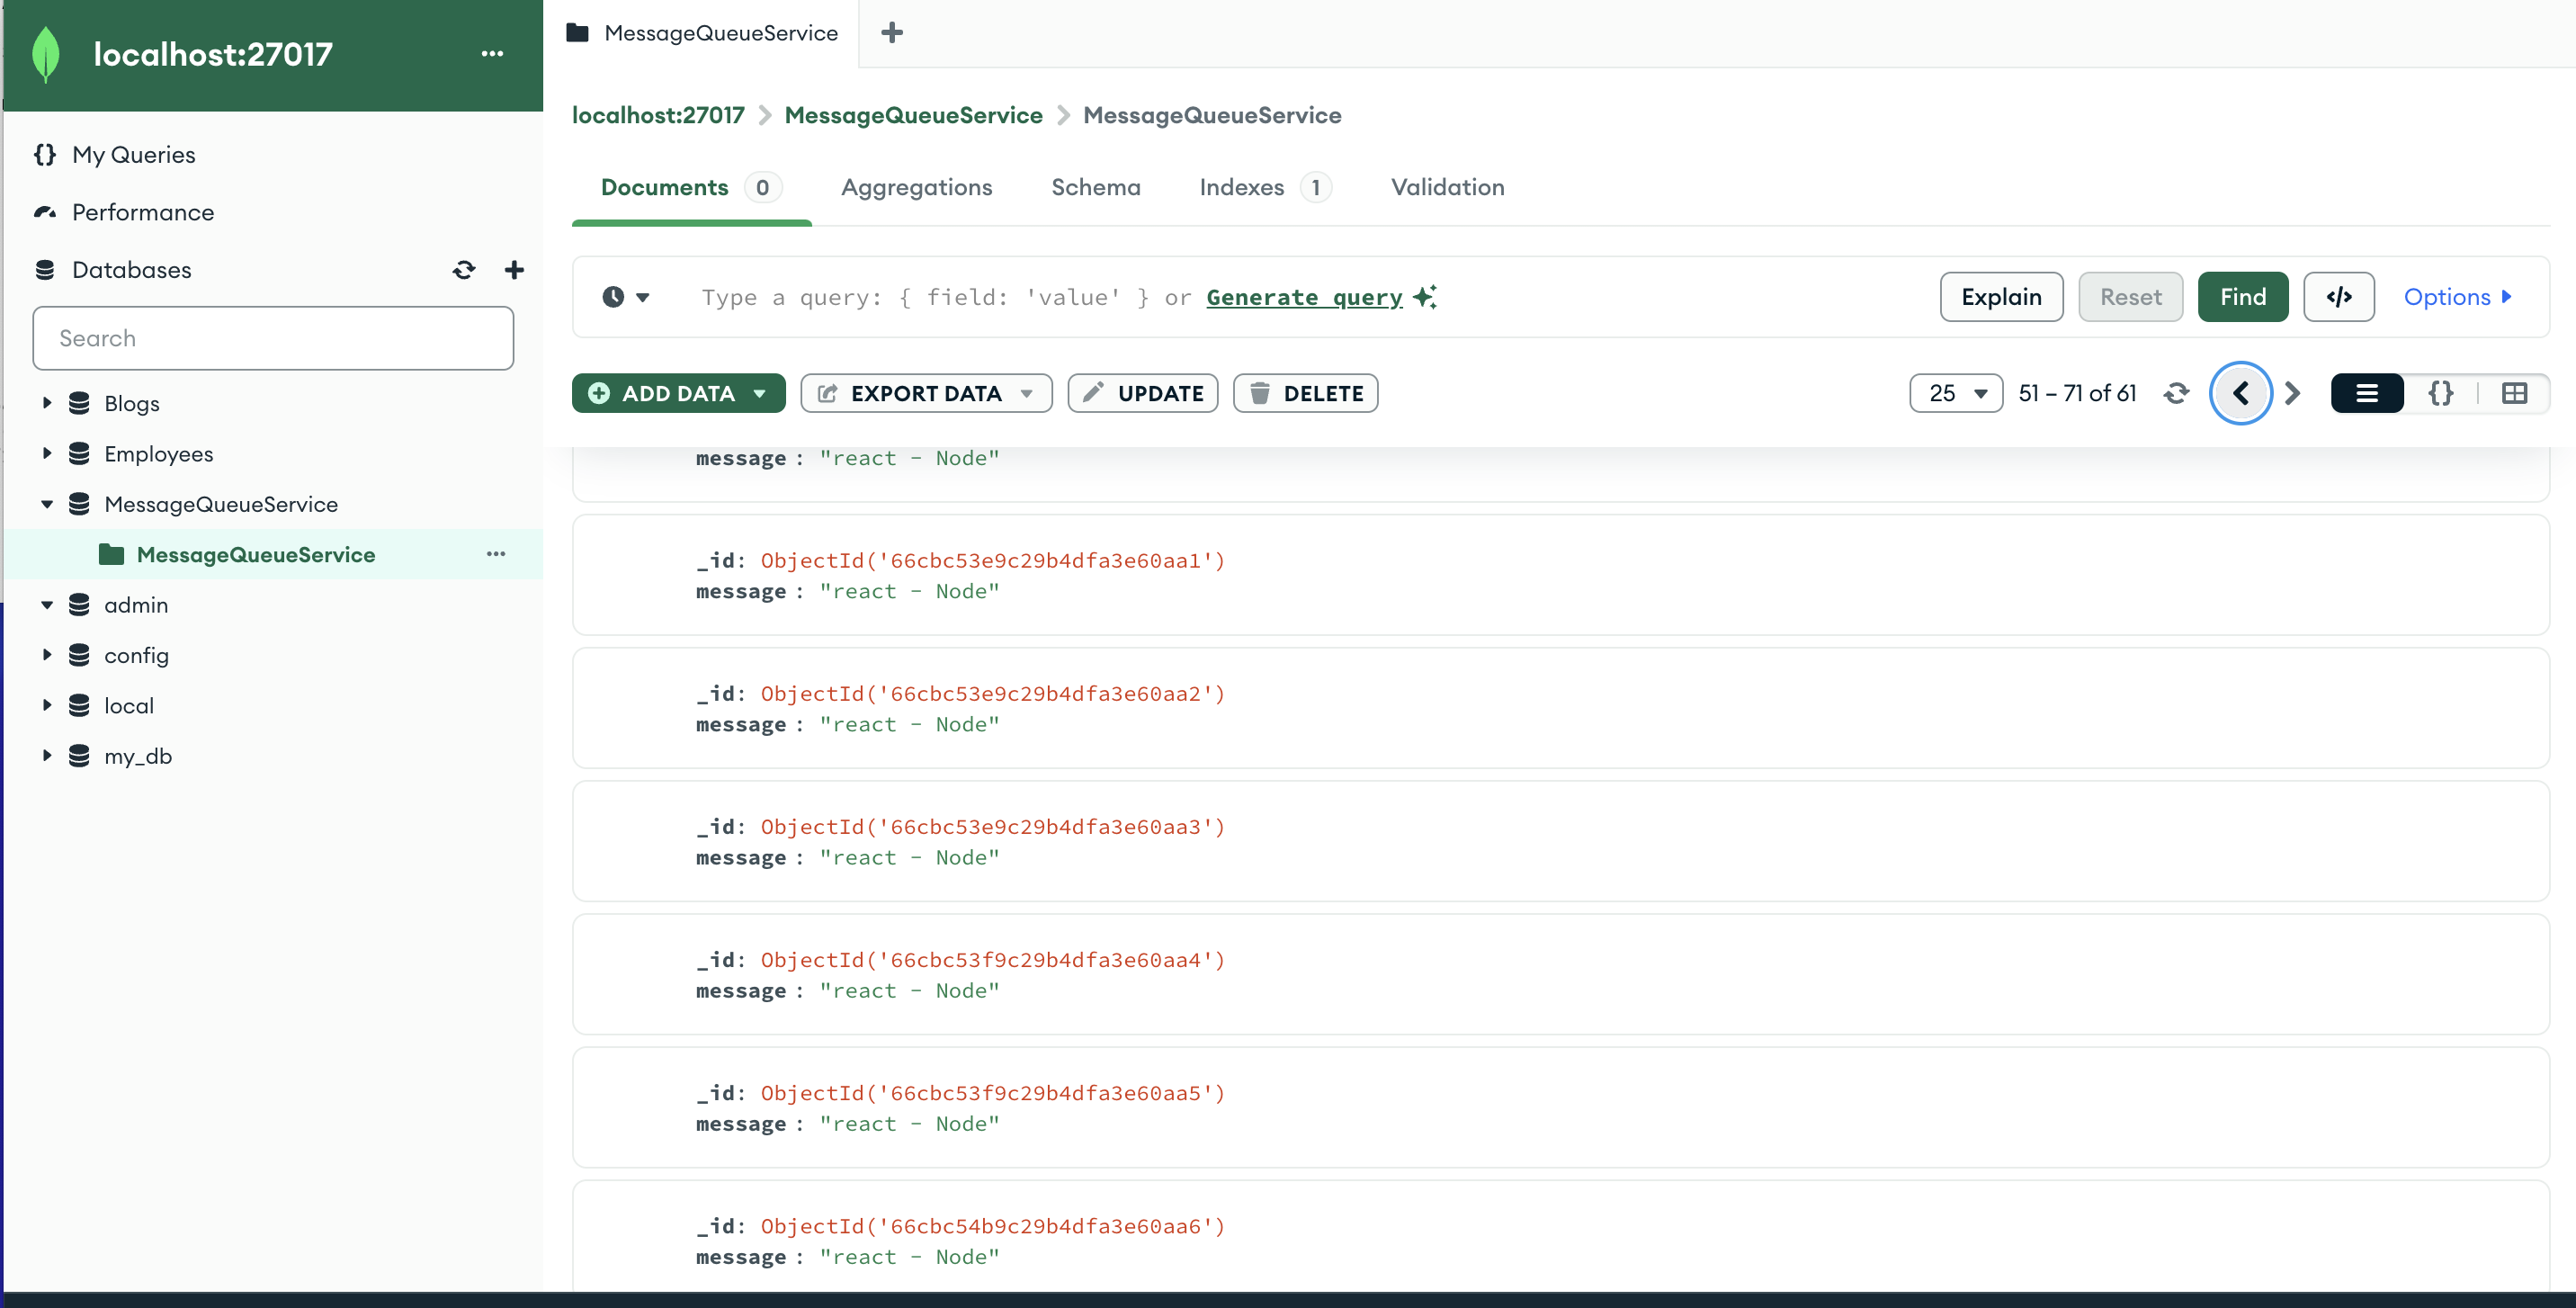 localhost:27017
My Queries
Performance
Databases
Search
Blogs
Employees
MessageQueueService
MessageQueueService
admin
config
local
my_db
MessageQueueService
localhost:27017 > MessageQueueService > MessageQueueService
Documents 0 Aggregations Schema Indexes 1 Validation
Type a query: { field: 'value' } or Generate query
Explain Reset Find </> Options
ADD DATA EXPORT DATA UPDATE DELETE 25 51 – 71 of 61 {}
message : "react - Node"
_id: ObjectId('66cbc53e9c29b4dfa3e60aa1')
message : "react - Node"
_id: ObjectId('66cbc53e9c29b4dfa3e60aa2')
message : "react - Node"
_id: ObjectId('66cbc53e9c29b4dfa3e60aa3')
message : "react - Node"
_id: ObjectId('66cbc53f9c29b4dfa3e60aa4')
message : "react - Node"
_id: ObjectId('66cbc53f9c29b4dfa3e60aa5')
message : "react - Node"
_id: ObjectId('66cbc54b9c29b4dfa3e60aa6')
message : "react - Node"